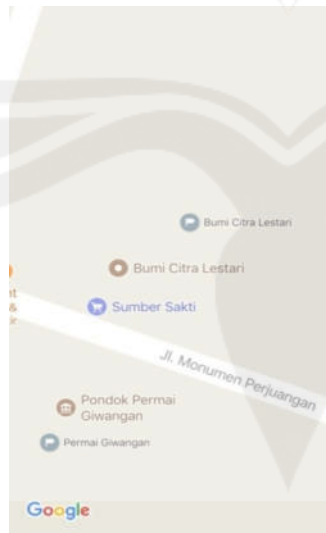 Bumi Citra Lestari
Bumi Citra Lestari
Sumber Sakti
Jl. Monumen Perjuangan
Pondok Permai
Giwangan
Permai Giwangan
Google